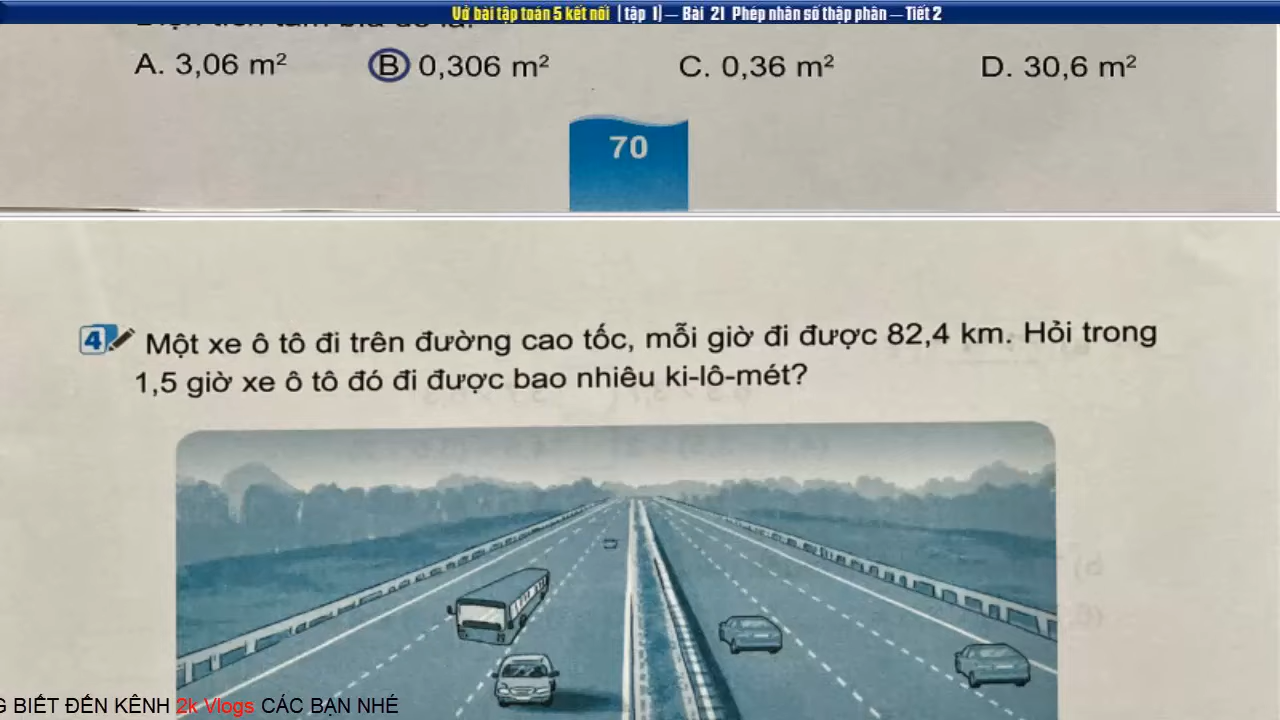 Vở bài tập toán 5 kết nối (tập 1) – Bài 21 Phép nhân số thập phân – Tiết 2
A. 3,06 m² B 0,306 m² C. 0,36 m² D. 30,6 m²
70
4 Một xe ô tô đi trên đường cao tốc, mỗi giờ đi được 82,4 km. Hỏi trong
1,5 giờ xe ô tô đó đi được bao nhiêu ki-lô-mét?
G BIẾT ĐẾN KÊNH 2k Vlogs CÁC BẠN NHÉ